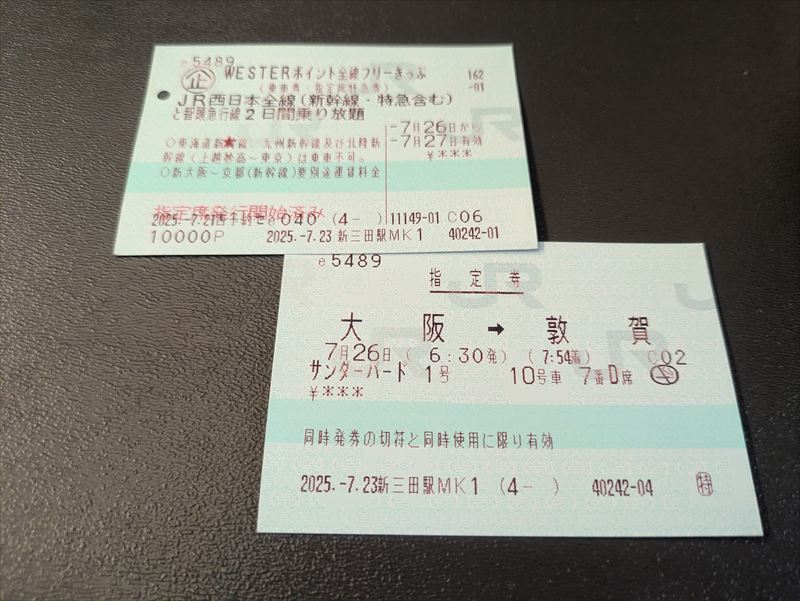 e5489
企 WESTERポイント全線フリーきっぷ 162
(乗車券・指定席特急券) -01
JR西日本全線(新幹線・特急含む)
と智頭急行線2日間乗り放題
-7月26日から
-7月27日有効
¥***
○東海道新幹線、九州新幹線及び北陸新
幹線(上越妙高~東京)は乗車不可。
○新大阪~京都(新幹線)要別途運賃料金
指定席発行開始済み
2025.-7.21 040 (4- ) 11149-01 C06
10000P 2025.-7.23 新三田駅MK1 40242-01
e5489
指定券
大阪 → 敦賀
7月26日 ( 6:30発) ( 7:54着) C02
サンダーバード 1号 10号車 7番D席
¥***
同時発券の切符と同時使用に限り有効
2025.-7.23新三田駅MK1 (4- ) 40242-04 特